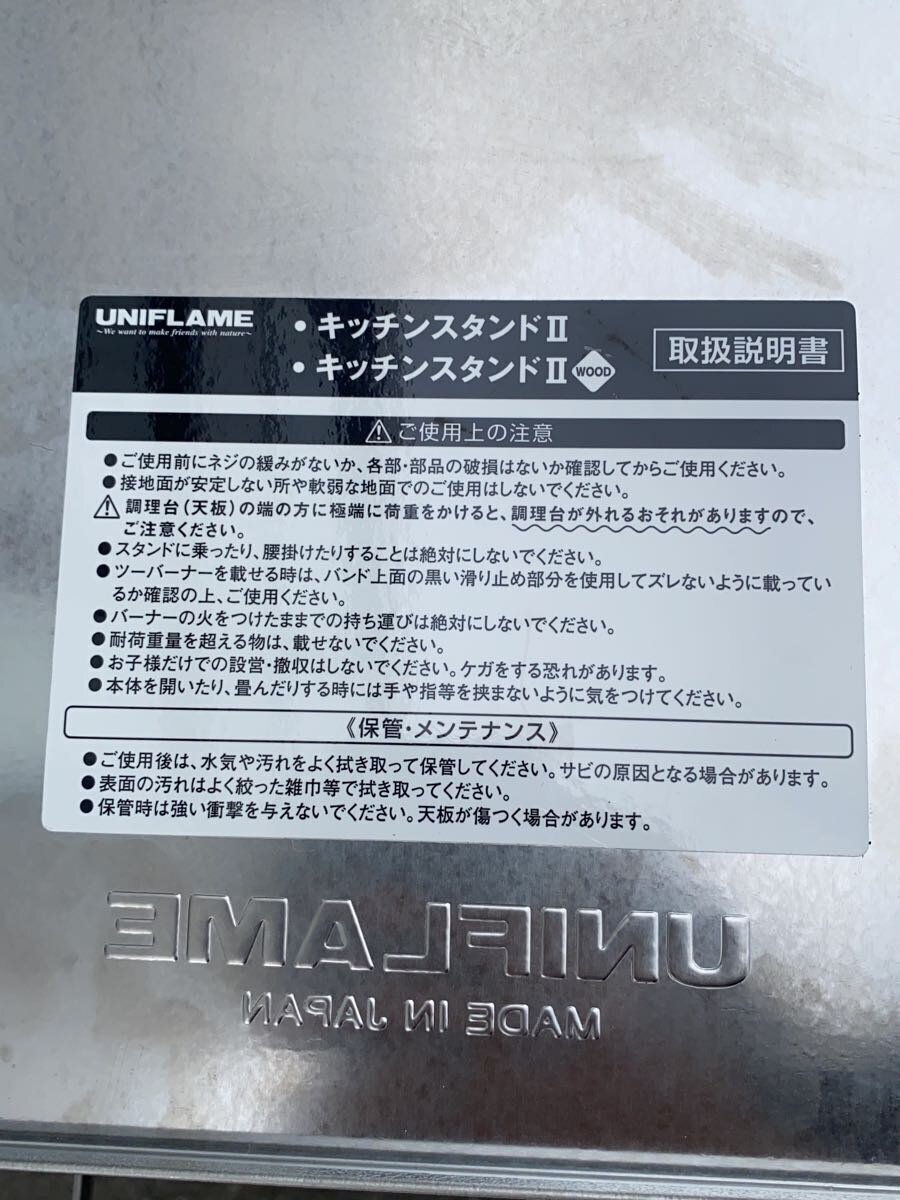 UNIFLAME
~We want to make friends with nature~
・キッチンスタンドⅡ
・キッチンスタンドⅡ WOOD
取扱説明書
⚠ご使用上の注意
●ご使用前にネジの緩みがないか、各部・部品の破損はないか確認してからご使用ください。
●接地面が安定しない所や軟弱な地面でのご使用はしないでください。
⚠調理台(天板)の端の方に極端に荷重をかけると、調理台が外れるおそれがありますので、
ご注意ください。
●スタンドに乗ったり、腰掛けたりすることは絶対にしないでください。
●ツーバーナーを載せる時は、バンド上面の黒い滑り止め部分を使用してズレないように載ってい
るか確認の上、ご使用ください。
●バーナーの火をつけたままでの持ち運びは絶対にしないでください。
●耐荷重量を超える物は、載せないでください。
●お子様だけでの設営・撤収はしないでください。ケガをする恐れがあります。
●本体を開いたり、畳んだりする時には手や指等を挟まないように気をつけてください。
《保管・メンテナンス》
●ご使用後は、水気や汚れをよく拭き取って保管してください。サビの原因となる場合があります。
●表面の汚れはよく絞った雑巾等で拭き取ってください。
●保管時は強い衝撃を与えないでください。天板が傷つく場合があります。
UNIFLAME
MADE IN JAPAN